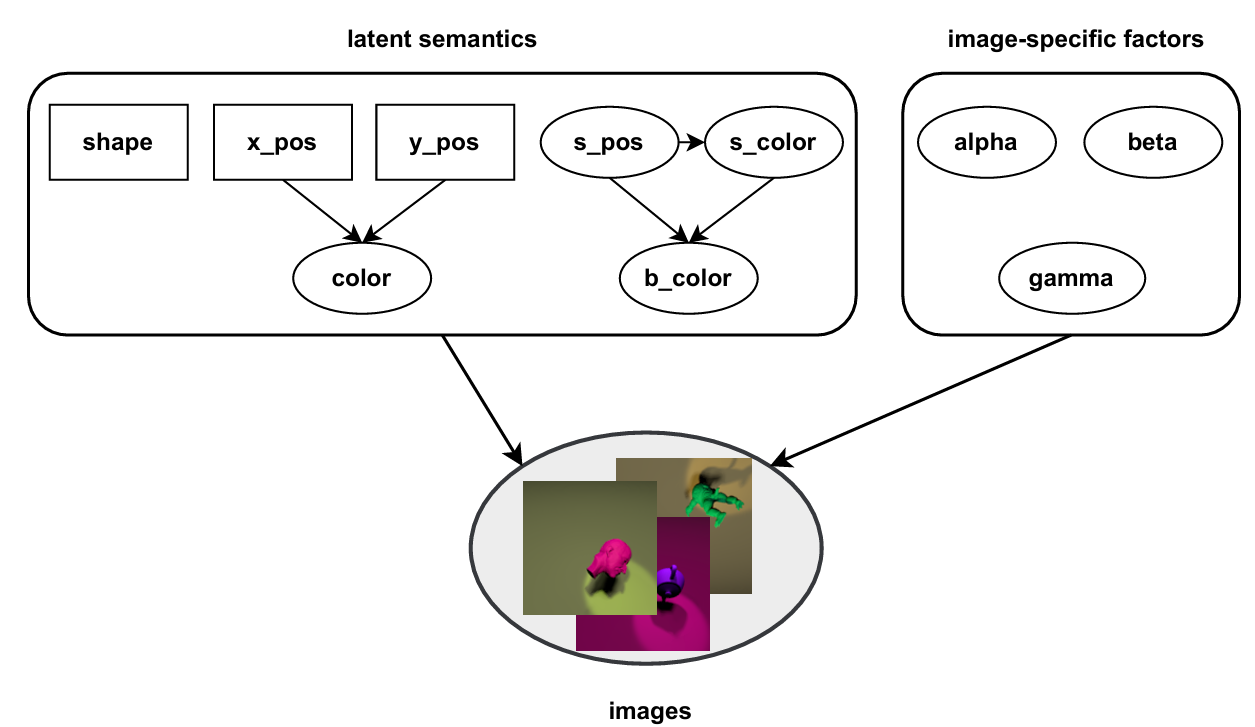 latent semantics
image-specific factors
shape
x_pos
y_pos
s_pos
s_color
alpha
beta
color
b_color
gamma
images